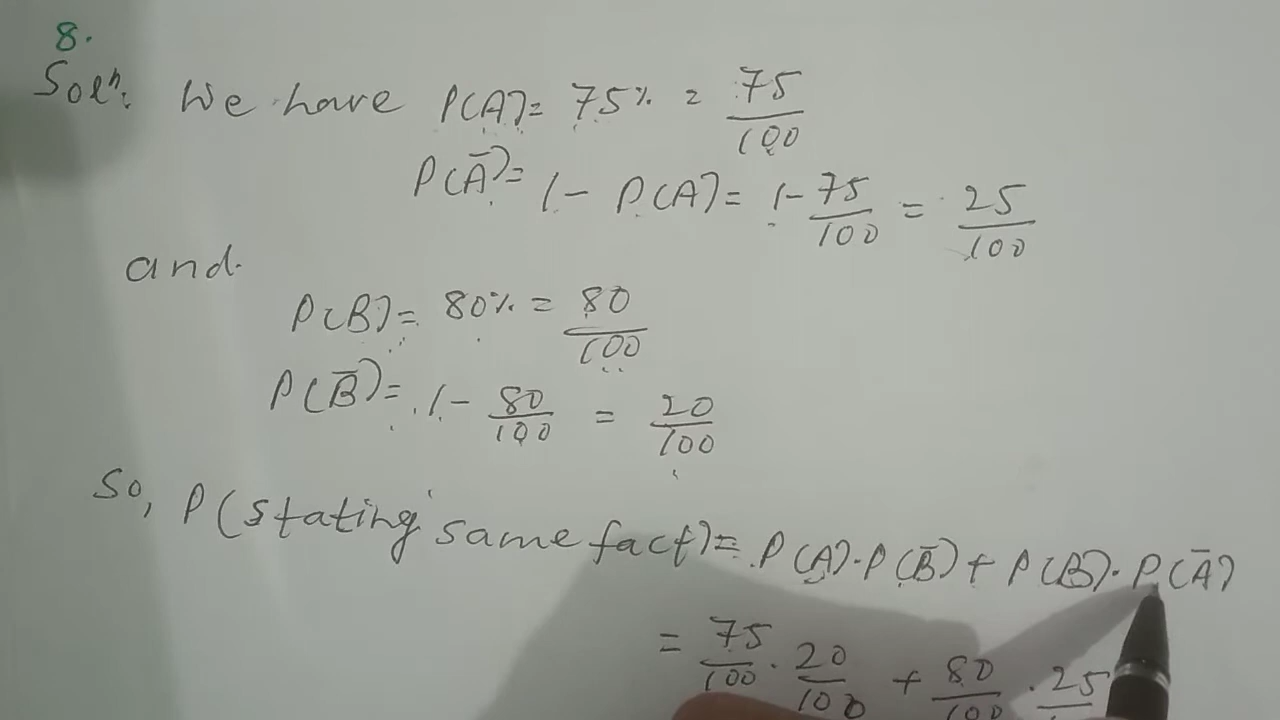 8.
Solⁿ: We have P(A) = 75% = 75/100
P(Ā) = 1 - P(A) = 1 - 75/100 = 25/100
and.
P(B) = 80% = 80/100
P(B̄) = 1 - 80/100 = 20/100
So, P(stating same fact) = P(A)·P(B̄) + P(B)·P(Ā)
= 75/100 · 20/100 + 80/100 · 25